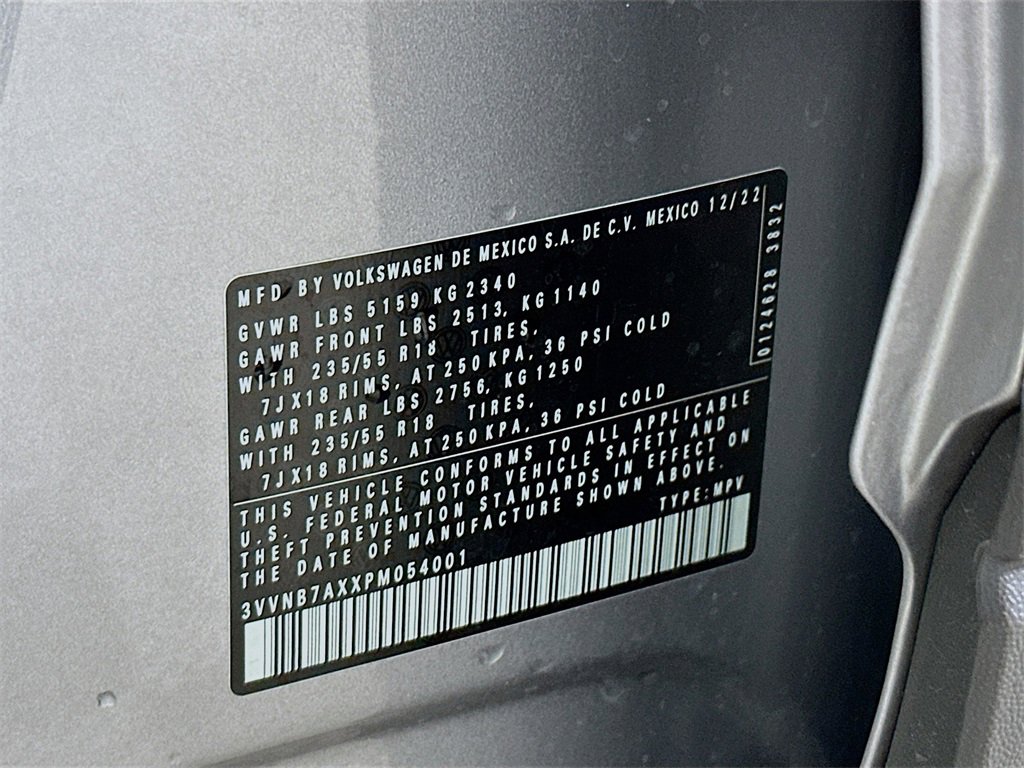 MFD BY VOLKSWAGEN DE MEXICO S.A. DE C.V. MEXICO 12/22
GVWR LBS 5159 KG 2340
GAWR FRONT LBS 2513, KG 1140
WITH 235/55 R18 TIRES,
7JX18 RIMS, AT 250 KPA, 36 PSI COLD
GAWR REAR LBS 2756, KG 1250
WITH 235/55 R18 TIRES,
7JX18 RIMS, AT 250 KPA, 36 PSI COLD
0124628 3832
THIS VEHICLE CONFORMS TO ALL APPLICABLE
U.S. FEDERAL MOTOR VEHICLE SAFETY AND
THEFT PREVENTION STANDARDS IN EFFECT ON
THE DATE OF MANUFACTURE SHOWN ABOVE.
TYPE:MPV
3VVNB7AXXPM054001